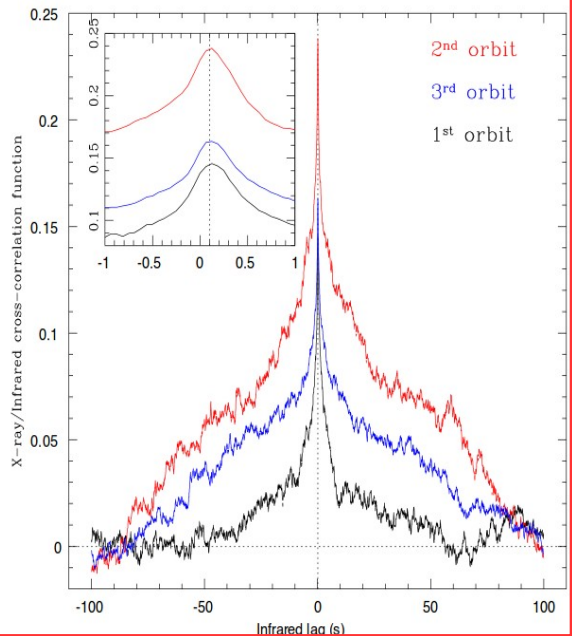 0.25
0.2
0.15
0.1
0.05
0
X-ray/Infrared cross-correlation function
0.25
0.2
0.15
0.1
-1 -0.5 0 0.5 1
2nd orbit
3rd orbit
1st orbit
-100 -50 0 50 100
Infrared lag (s)